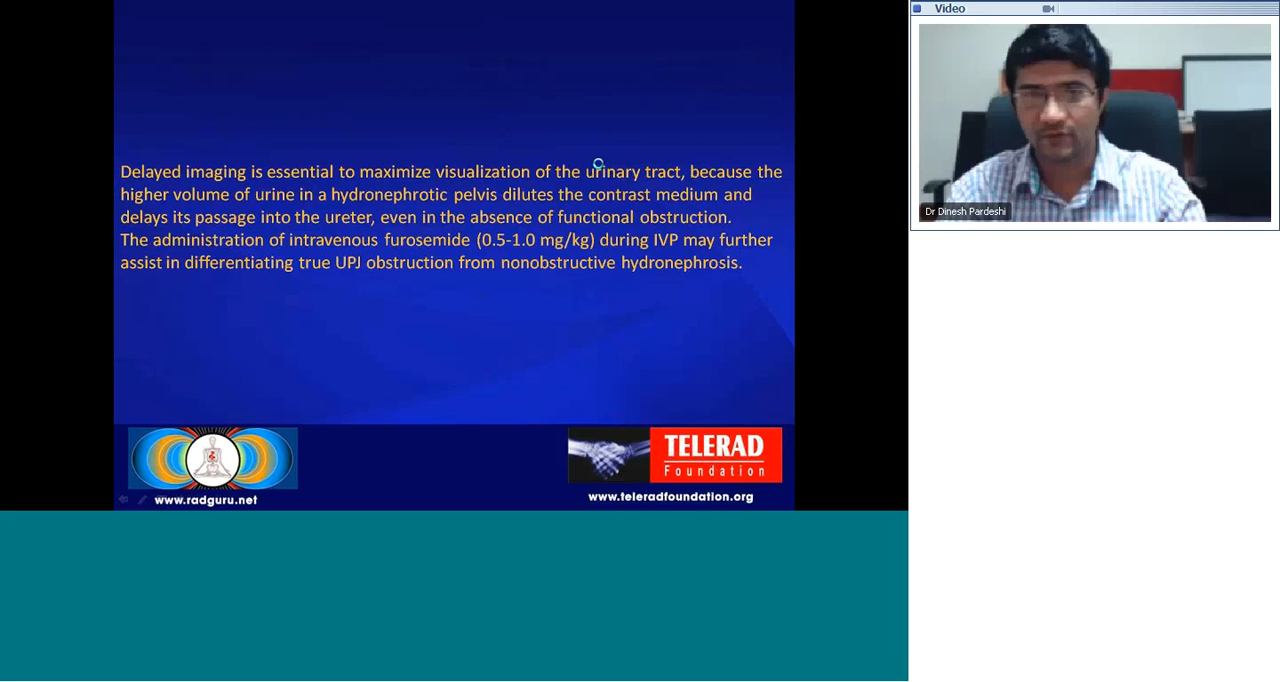 Delayed imaging is essential to maximize visualization of the urinary tract, because the
higher volume of urine in a hydronephrotic pelvis dilutes the contrast medium and
delays its passage into the ureter, even in the absence of functional obstruction.
The administration of intravenous furosemide (0.5-1.0 mg/kg) during IVP may further
assist in differentiating true UPJ obstruction from nonobstructive hydronephrosis.
www.radguru.net
TELERAD
Foundation
www.teleradfoundation.org
Video
Dr Dinesh Pardeshi